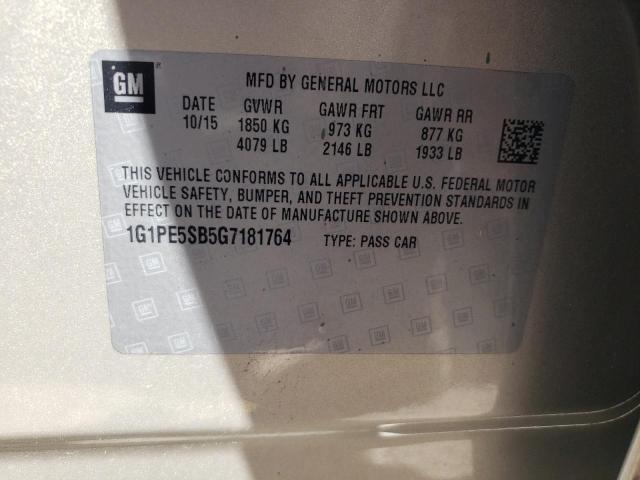 GM ®
MFD BY GENERAL MOTORS LLC
DATE GVWR GAWR FRT GAWR RR
10/15 1850 KG 973 KG 877 KG
4079 LB 2146 LB 1933 LB
THIS VEHICLE CONFORMS TO ALL APPLICABLE U.S. FEDERAL MOTOR
VEHICLE SAFETY, BUMPER, AND THEFT PREVENTION STANDARDS IN
EFFECT ON THE DATE OF MANUFACTURE SHOWN ABOVE.
1G1PE5SB5G7181764 TYPE: PASS CAR